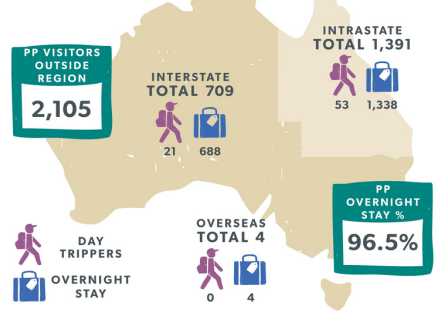 PP VISITORS
OUTSIDE
REGION
2,105
INTERSTATE
TOTAL 709
21 688
INTRASTATE
TOTAL 1,391
53 1,338
OVERSEAS
TOTAL 4
0 4
PP
OVERNIGHT
STAY %
96.5%
DAY
TRIPPERS
OVERNIGHT
STAY